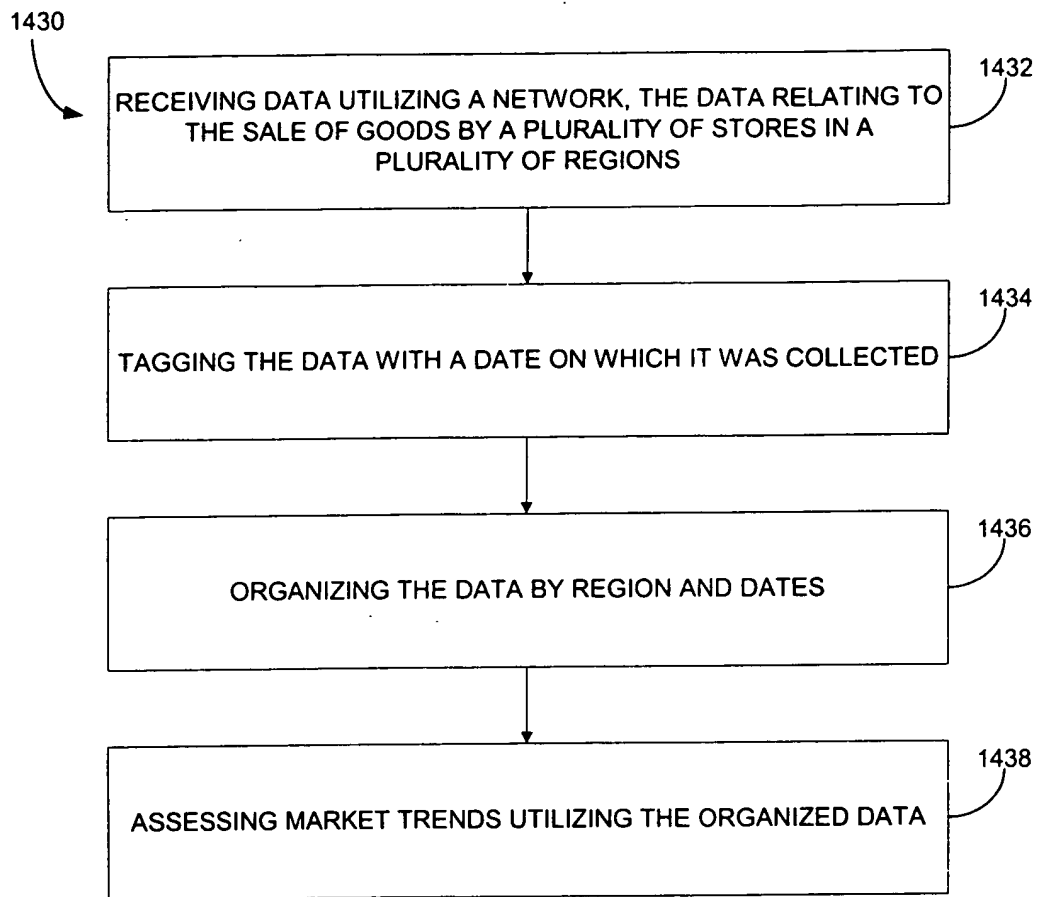 1430
1432
RECEIVING DATA UTILIZING A NETWORK, THE DATA RELATING TO
THE SALE OF GOODS BY A PLURALITY OF STORES IN A
PLURALITY OF REGIONS
1434
TAGGING THE DATA WITH A DATE ON WHICH IT WAS COLLECTED
1436
ORGANIZING THE DATA BY REGION AND DATES
1438
ASSESSING MARKET TRENDS UTILIZING THE ORGANIZED DATA